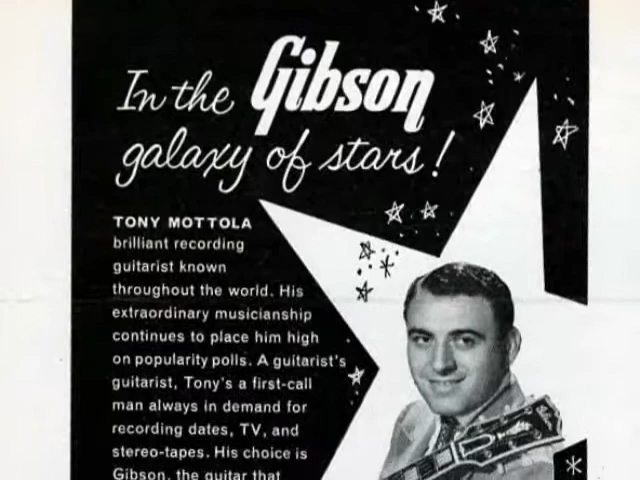 In the Gibson
galaxy of stars!
TONY MOTTOLA
brilliant recording
guitarist known
throughout the world. His
extraordinary musicianship
continues to place him high
on popularity polls. A guitarist's
guitarist, Tony's a first-call
man always in demand for
recording dates, TV, and
stereo-tapes. His choice is
Gibson, the guitar that